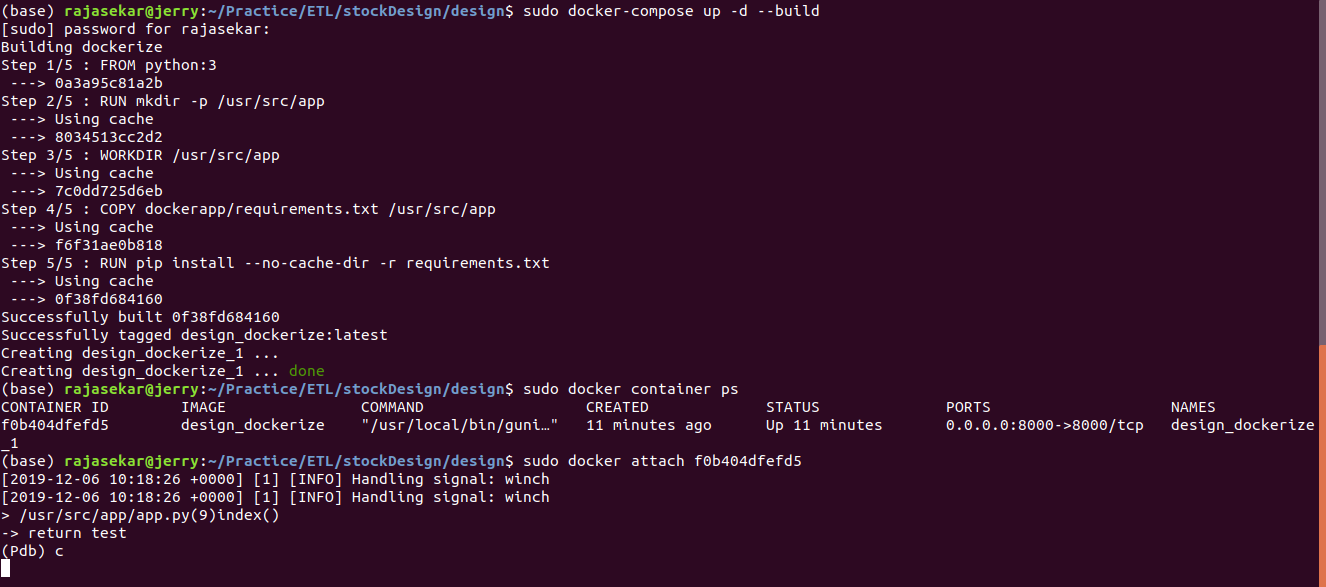 (base) rajasekar@jerry:~/Practice/ETL/stockDesign/design$ sudo docker-compose up -d --build
[sudo] password for rajasekar:
Building dockerize
Step 1/5 : FROM python:3
 ---> 0a3a95c81a2b
Step 2/5 : RUN mkdir -p /usr/src/app
 ---> Using cache
 ---> 8034513cc2d2
Step 3/5 : WORKDIR /usr/src/app
 ---> Using cache
 ---> 7c0dd725d6eb
Step 4/5 : COPY dockerapp/requirements.txt /usr/src/app
 ---> Using cache
 ---> f6f31ae0b818
Step 5/5 : RUN pip install --no-cache-dir -r requirements.txt
 ---> Using cache
 ---> 0f38fd684160
Successfully built 0f38fd684160
Successfully tagged design_dockerize:latest
Creating design_dockerize_1 ...
Creating design_dockerize_1 ... done
(base) rajasekar@jerry:~/Practice/ETL/stockDesign/design$ sudo docker container ps
CONTAINER ID        IMAGE               COMMAND                  CREATED             STATUS              PORTS                    NAMES
f0b404dfefd5        design_dockerize    "/usr/local/bin/guni…"   11 minutes ago      Up 11 minutes       0.0.0.0:8000->8000/tcp   design_dockerize
_1
(base) rajasekar@jerry:~/Practice/ETL/stockDesign/design$ sudo docker attach f0b404dfefd5
[2019-12-06 10:18:26 +0000] [1] [INFO] Handling signal: winch
[2019-12-06 10:18:26 +0000] [1] [INFO] Handling signal: winch
> /usr/src/app/app.py(9)index()
-> return test
(Pdb) c